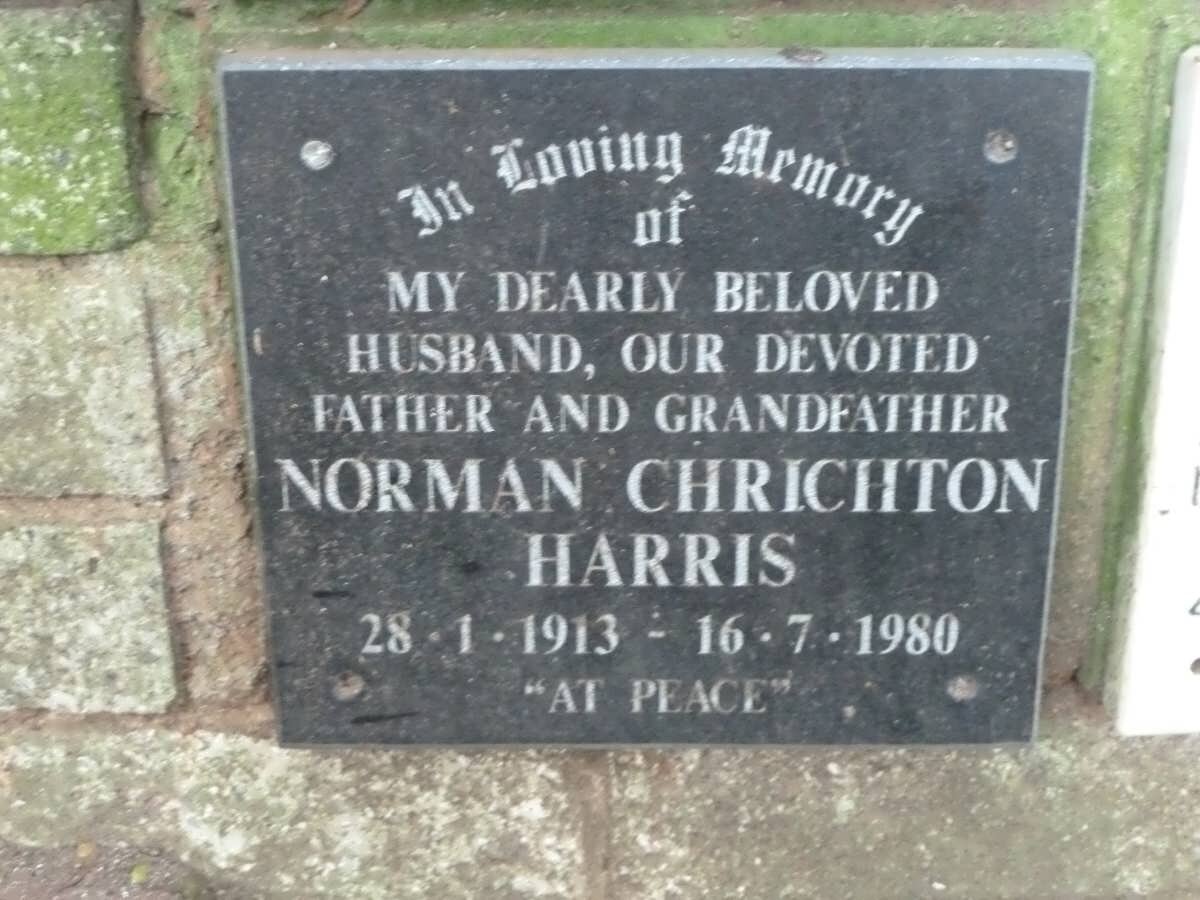 In Loving Memory
of
MY DEARLY BELOVED
HUSBAND, OUR DEVOTED
FATHER AND GRANDFATHER
NORMAN CHRICHTON
HARRIS
28·1·1913 - 16·7·1980
"AT PEACE"